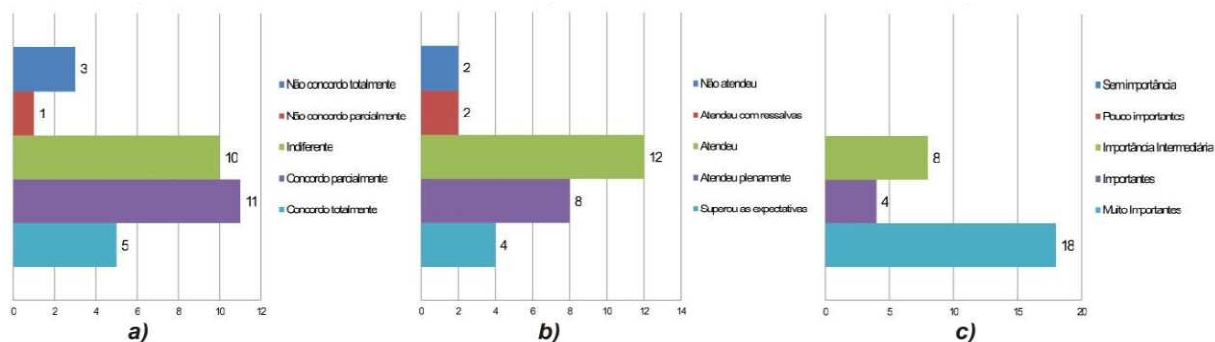 3
1
10
11
5
0 2 4 6 8 10 12
Não concordo totalmente
Não concordo parcialmente
Indiferente
Concordo parcialmente
Concordo totalmente
a)
2
2
12
8
4
0 2 4 6 8 10 12 14
Não atendeu
Atendeu com ressalvas
Atendeu
Atendeu plenamente
Superou as expectativas
b)
8
4
18
0 5 10 15 20
Sem importância
Pouco importantes
Importância Intermediária
Importantes
Muito Importantes
c)